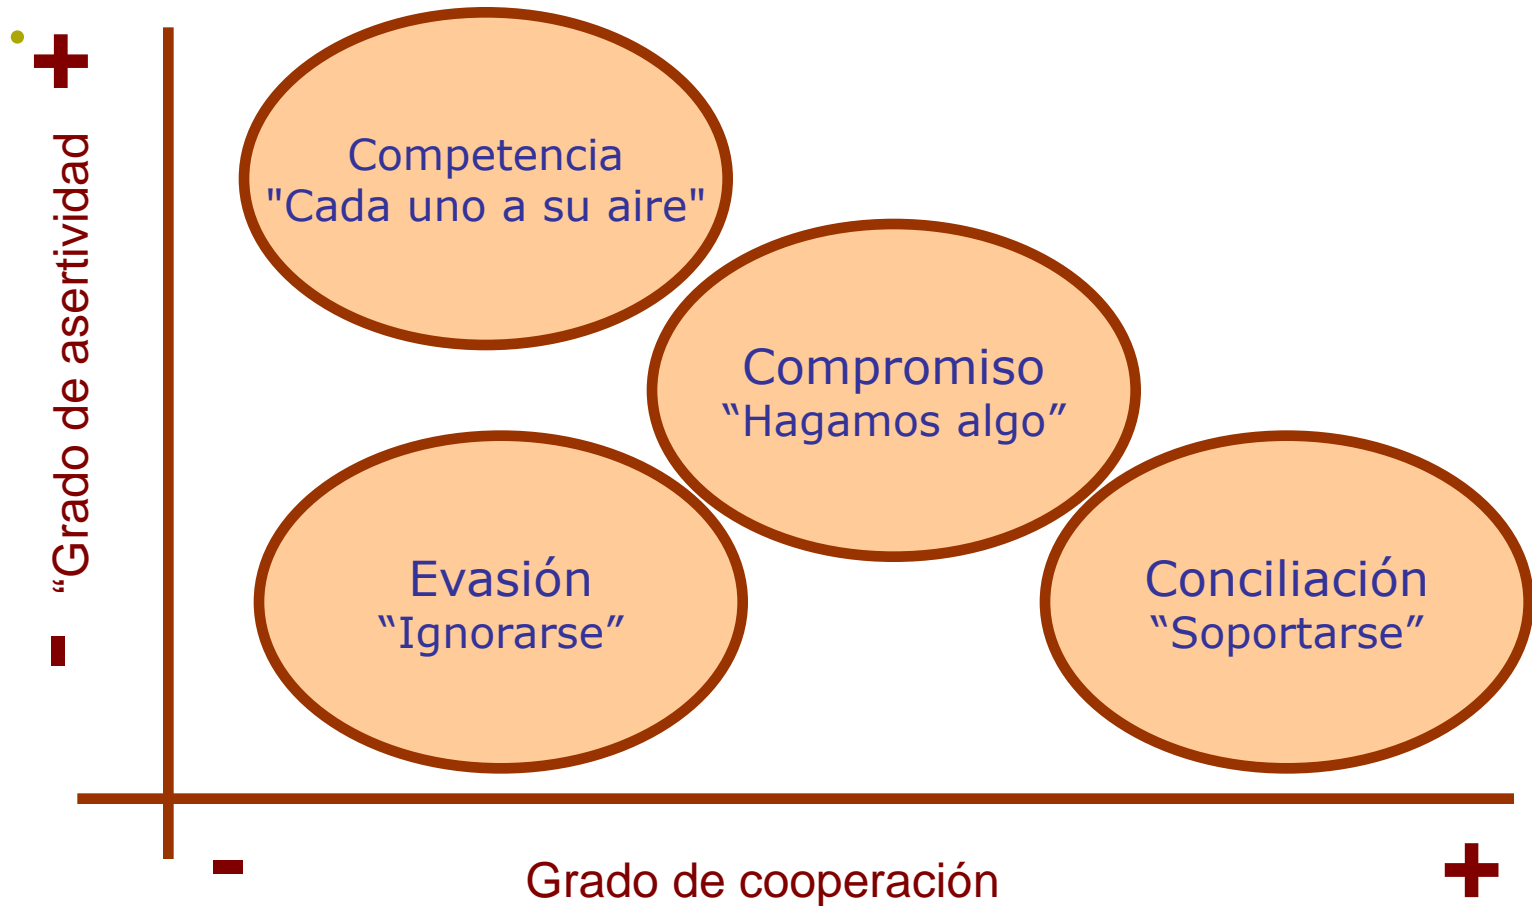 +
“Grado de asertividad
-
Competencia
"Cada uno a su aire"
Compromiso
“Hagamos algo”
Evasión
“Ignorarse”
Conciliación
“Soportarse”
-
Grado de cooperación
+